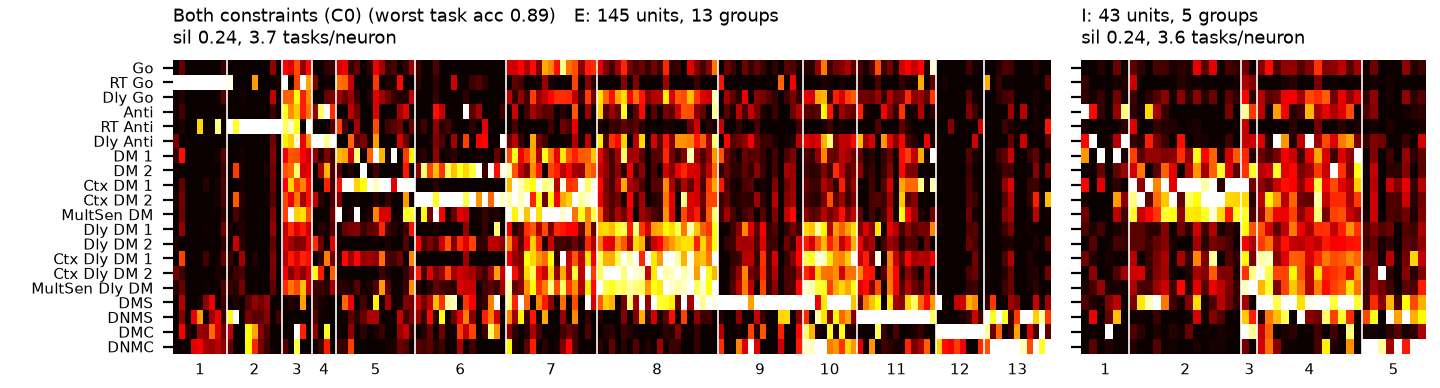 Both constraints (C0) (worst task acc 0.89)   E: 145 units, 13 groups
sil 0.24, 3.7 tasks/neuron
I: 43 units, 5 groups
sil 0.24, 3.6 tasks/neuron
Go
RT Go
Dly Go
Anti
RT Anti
Dly Anti
DM 1
DM 2
Ctx DM 1
Ctx DM 2
MultSen DM
Dly DM 1
Dly DM 2
Ctx Dly DM 1
Ctx Dly DM 2
MultSen Dly DM
DMS
DNMS
DMC
DNMC
1 2 3 4 5 6 7 8 9 10 11 12 13
1 2 3 4 5